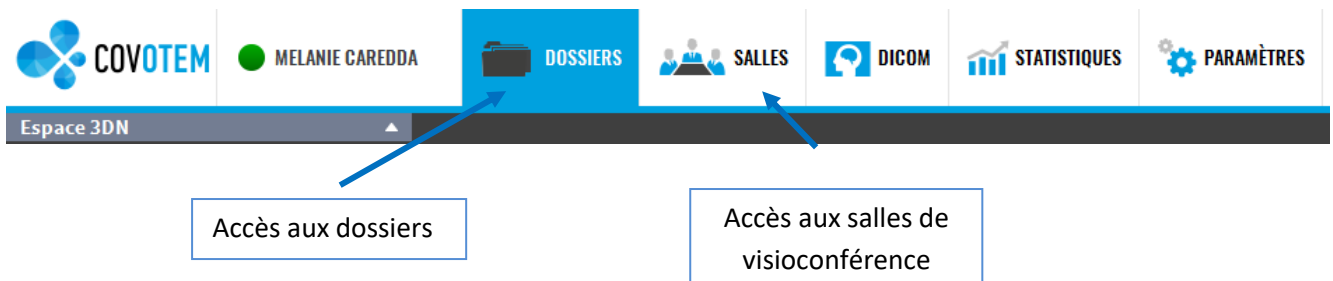 COVOTEM MELANIE CAREDDA DOSSIERS SALLES DICOM STATISTIQUES PARAMÈTRES
Espace 3DN
Accès aux dossiers
Accès aux salles de
visioconférence